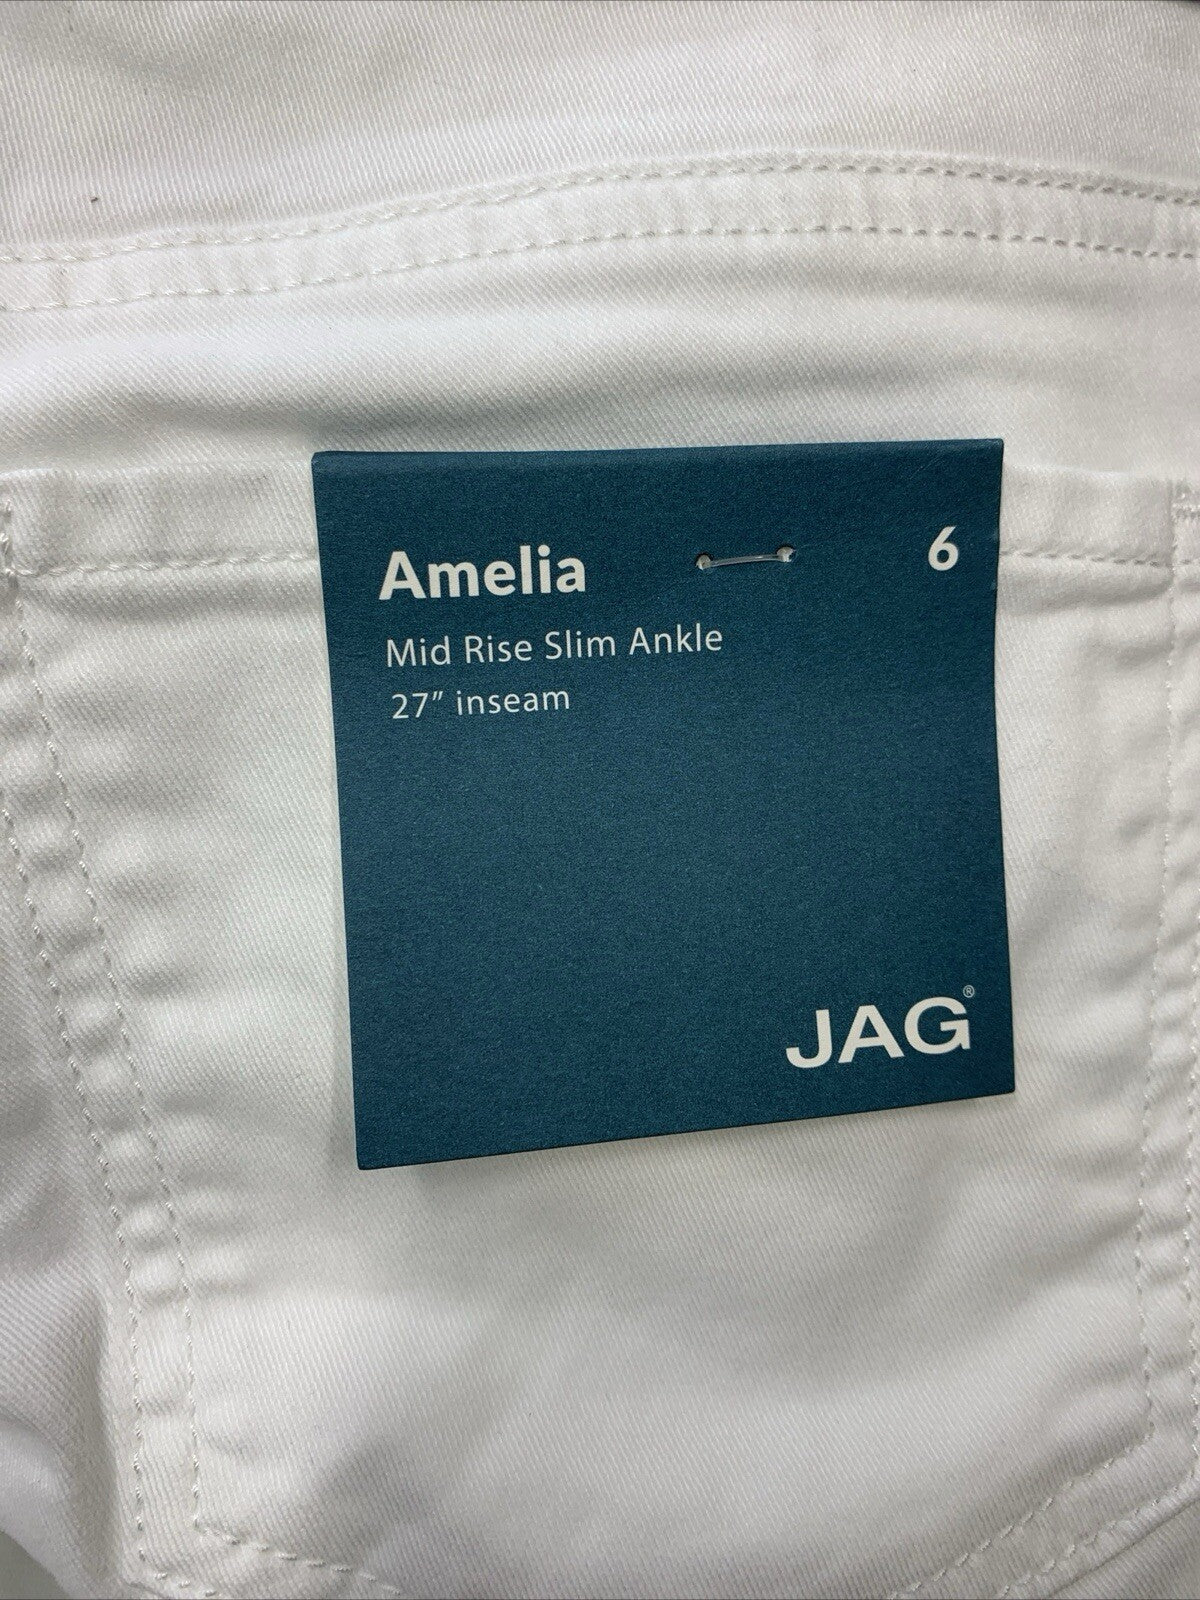 Amelia 6
Mid Rise Slim Ankle
27” inseam
JAG®